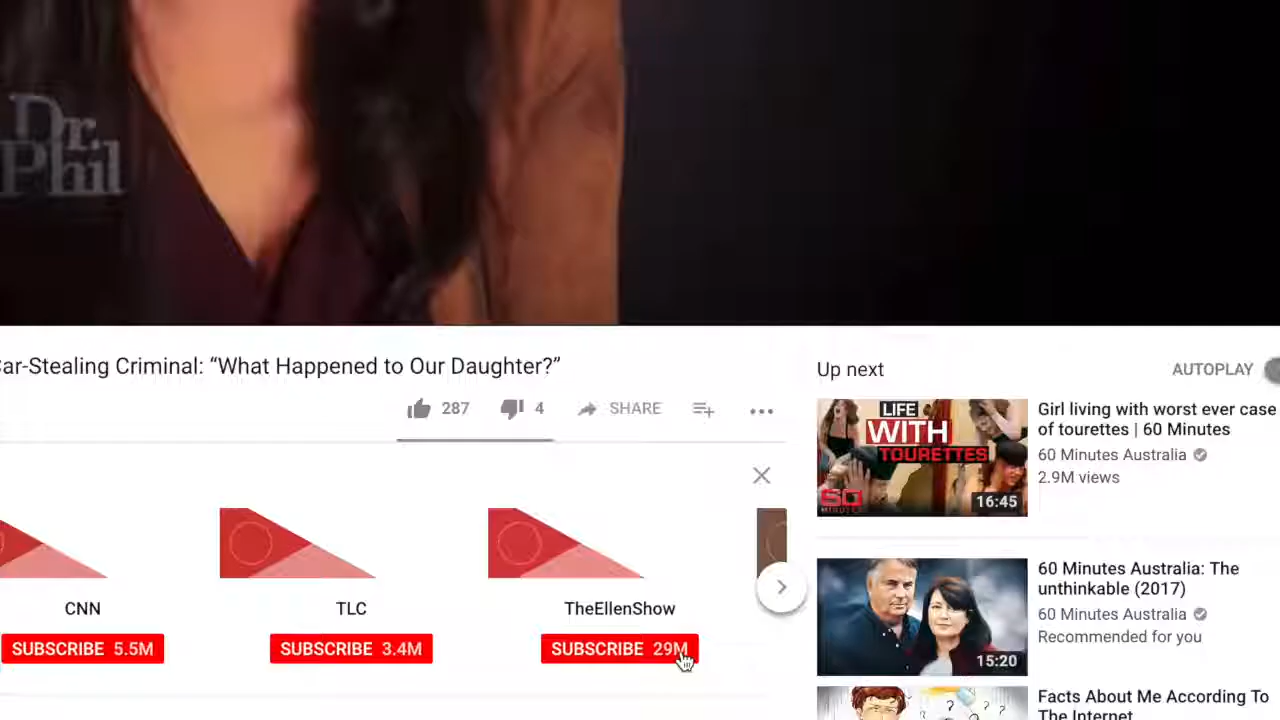 Dr.
Phil
ar-Stealing Criminal: “What Happened to Our Daughter?”
287
4
SHARE
CNN
TLC
TheEllenShow
SUBSCRIBE 5.5M
SUBSCRIBE 3.4M
SUBSCRIBE 29M
Up next
AUTOPLAY
LIFE
WITH
TOURETTES
60
MINUTES
16:45
Girl living with worst ever case
of tourettes | 60 Minutes
60 Minutes Australia
2.9M views
15:20
60 Minutes Australia: The
unthinkable (2017)
60 Minutes Australia
Recommended for you
Facts About Me According To
The Internet